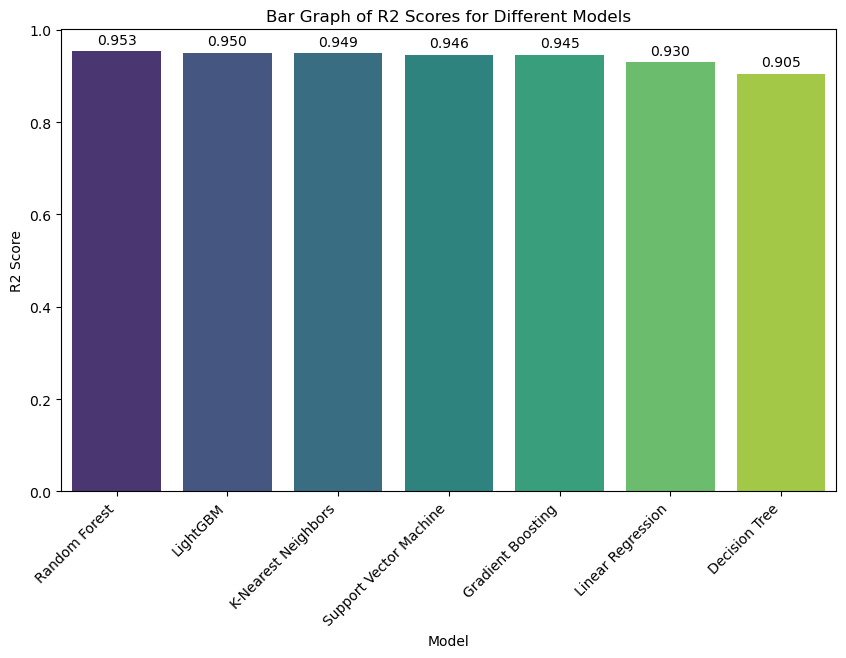 Bar Graph of R2 Scores for Different Models
1.0
0.8
0.6
0.4
0.2
0.0
R2 Score
0.953
0.950
0.949
0.946
0.945
0.930
0.905
Random Forest
LightGBM
K-Nearest Neighbors
Support Vector Machine
Gradient Boosting
Linear Regression
Decision Tree
Model